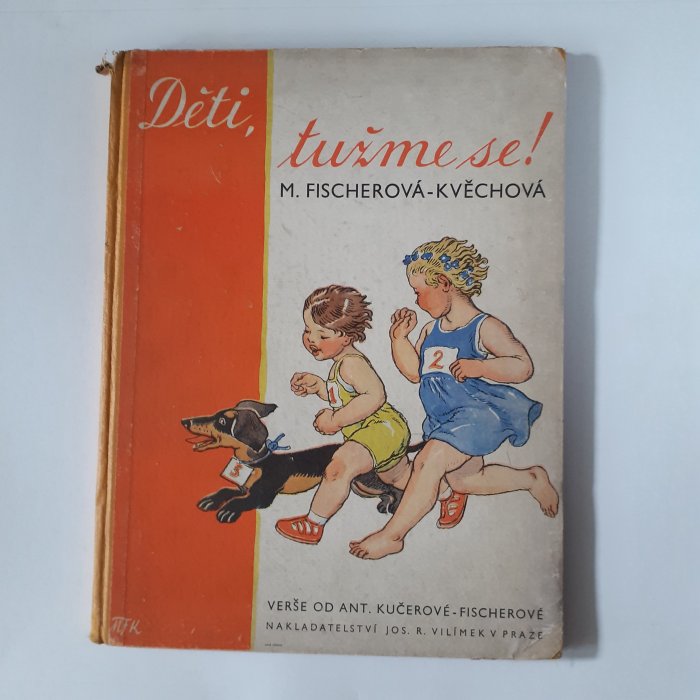 Děti,
tužme se!
M. FISCHEROVÁ-KVĚCHOVÁ
2
1
3
VERŠE OD ANT. KUČEROVÉ-FISCHEROVÉ
NAKLADATELSTVÍ JOS. R. VILÍMEK V PRAZE
MFK